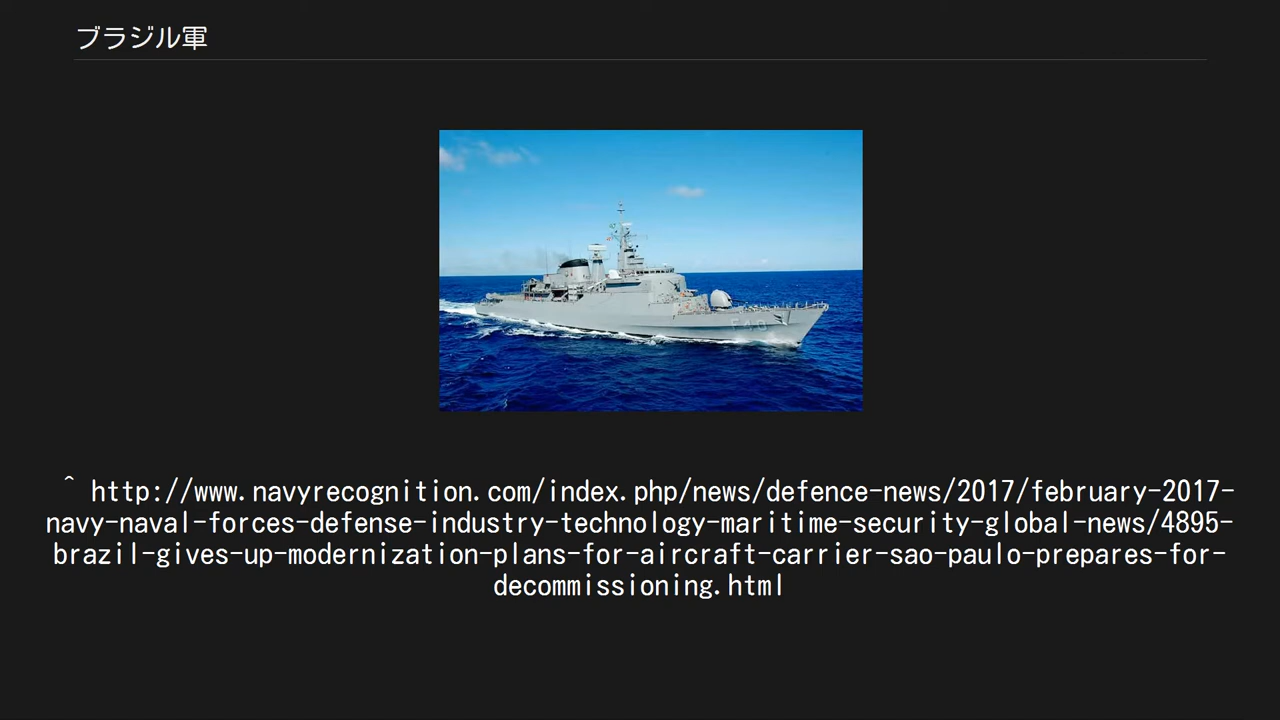 ブラジル軍
^ http://www.navyrecognition.com/index.php/news/defence-news/2017/february-2017-
navy-naval-forces-defense-industry-technology-maritime-security-global-news/4895-
brazil-gives-up-modernization-plans-for-aircraft-carrier-sao-paulo-prepares-for-
decommissioning.html